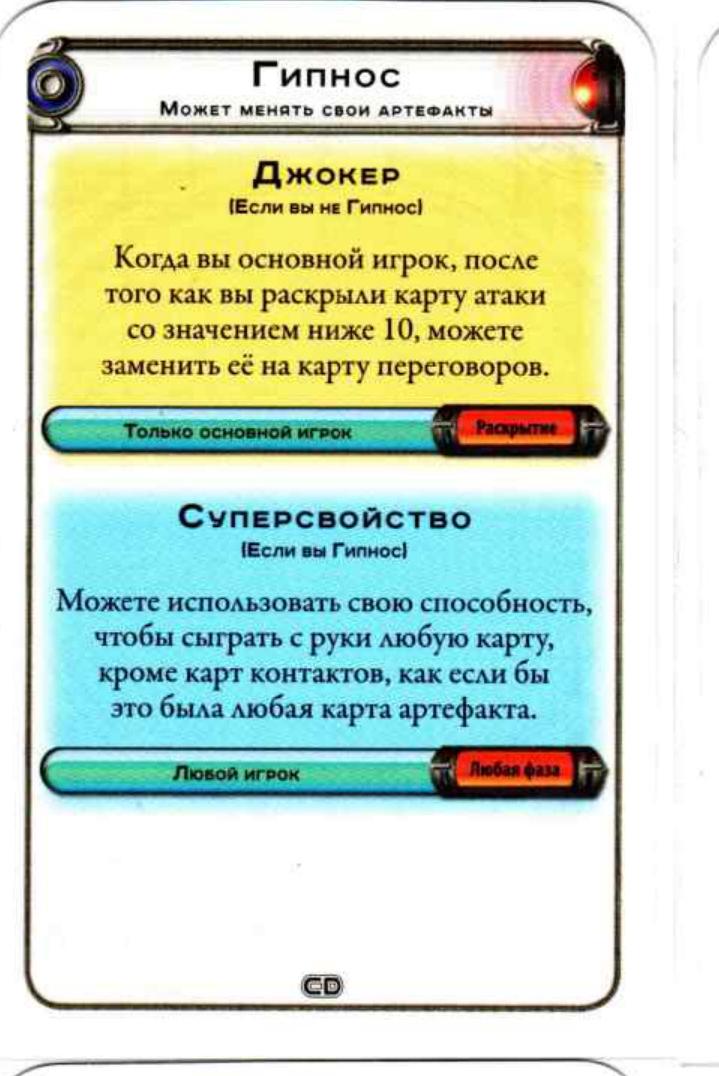 Гипнос
Может менять свои артефакты
Джокер
(Если вы не Гипнос)
Когда вы основной игрок, после
того как вы раскрыли карту атаки
со значением ниже 10, можете
заменить её на карту переговоров.
Только основной игрок
Раскрытие
Суперсвойство
(Если вы Гипнос)
Можете использовать свою способность,
чтобы сыграть с руки любую карту,
кроме карт контактов, как если бы
это была любая карта артефакта.
Любой игрок
Любая фаза
CD